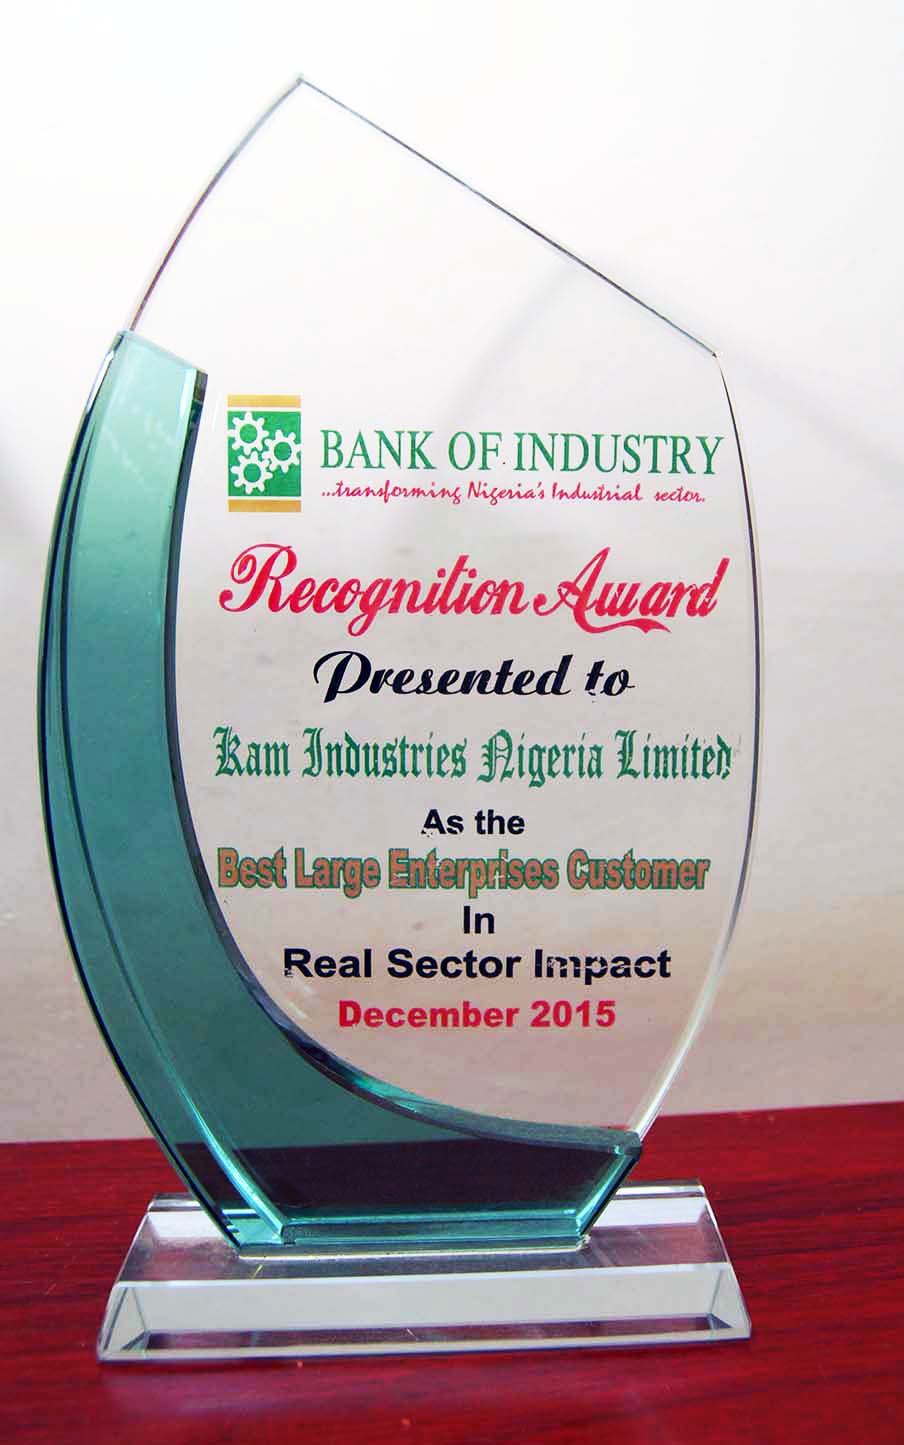 BANK OF INDUSTRY
...transforming Nigeria's Industrial sector.
Recognition Award
Presented to
Kam Industries Nigeria Limited
As the
Best Large Enterprises Customer
In
Real Sector Impact
December 2015